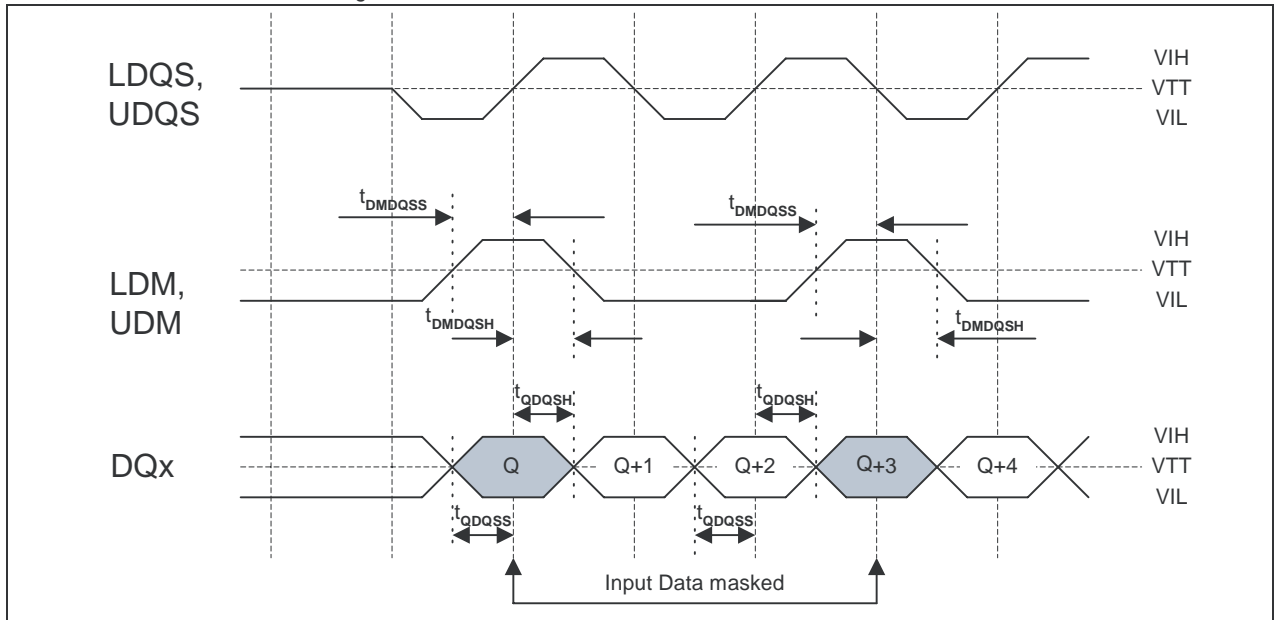 LDQS,
UDQS
VIH
VTT
VIL
tDMDQSS
tDMDQSS
LDM,
UDM
VIH
VTT
VIL
tDMDQSH
tDMDQSH
tQDQSH
tQDQSH
DQx
Q
Q+1
Q+2
Q+3
Q+4
VIH
VTT
VIL
tQDQSS
tQDQSS
Input Data masked